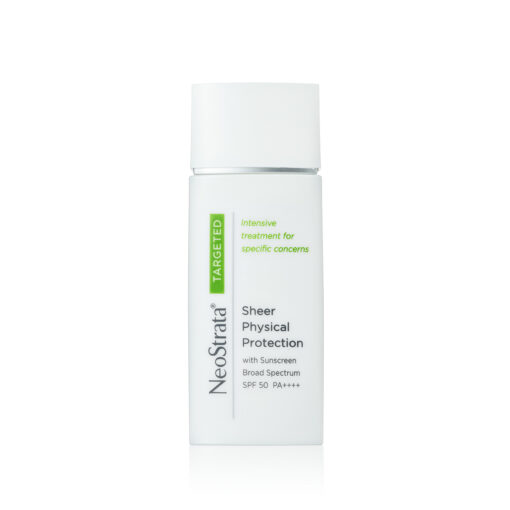 TARGETED
NeoStrata®
Intensive
treatment for
specific concerns
Sheer
Physical
Protection
with Sunscreen
Broad Spectrum
SPF 50 PA++++